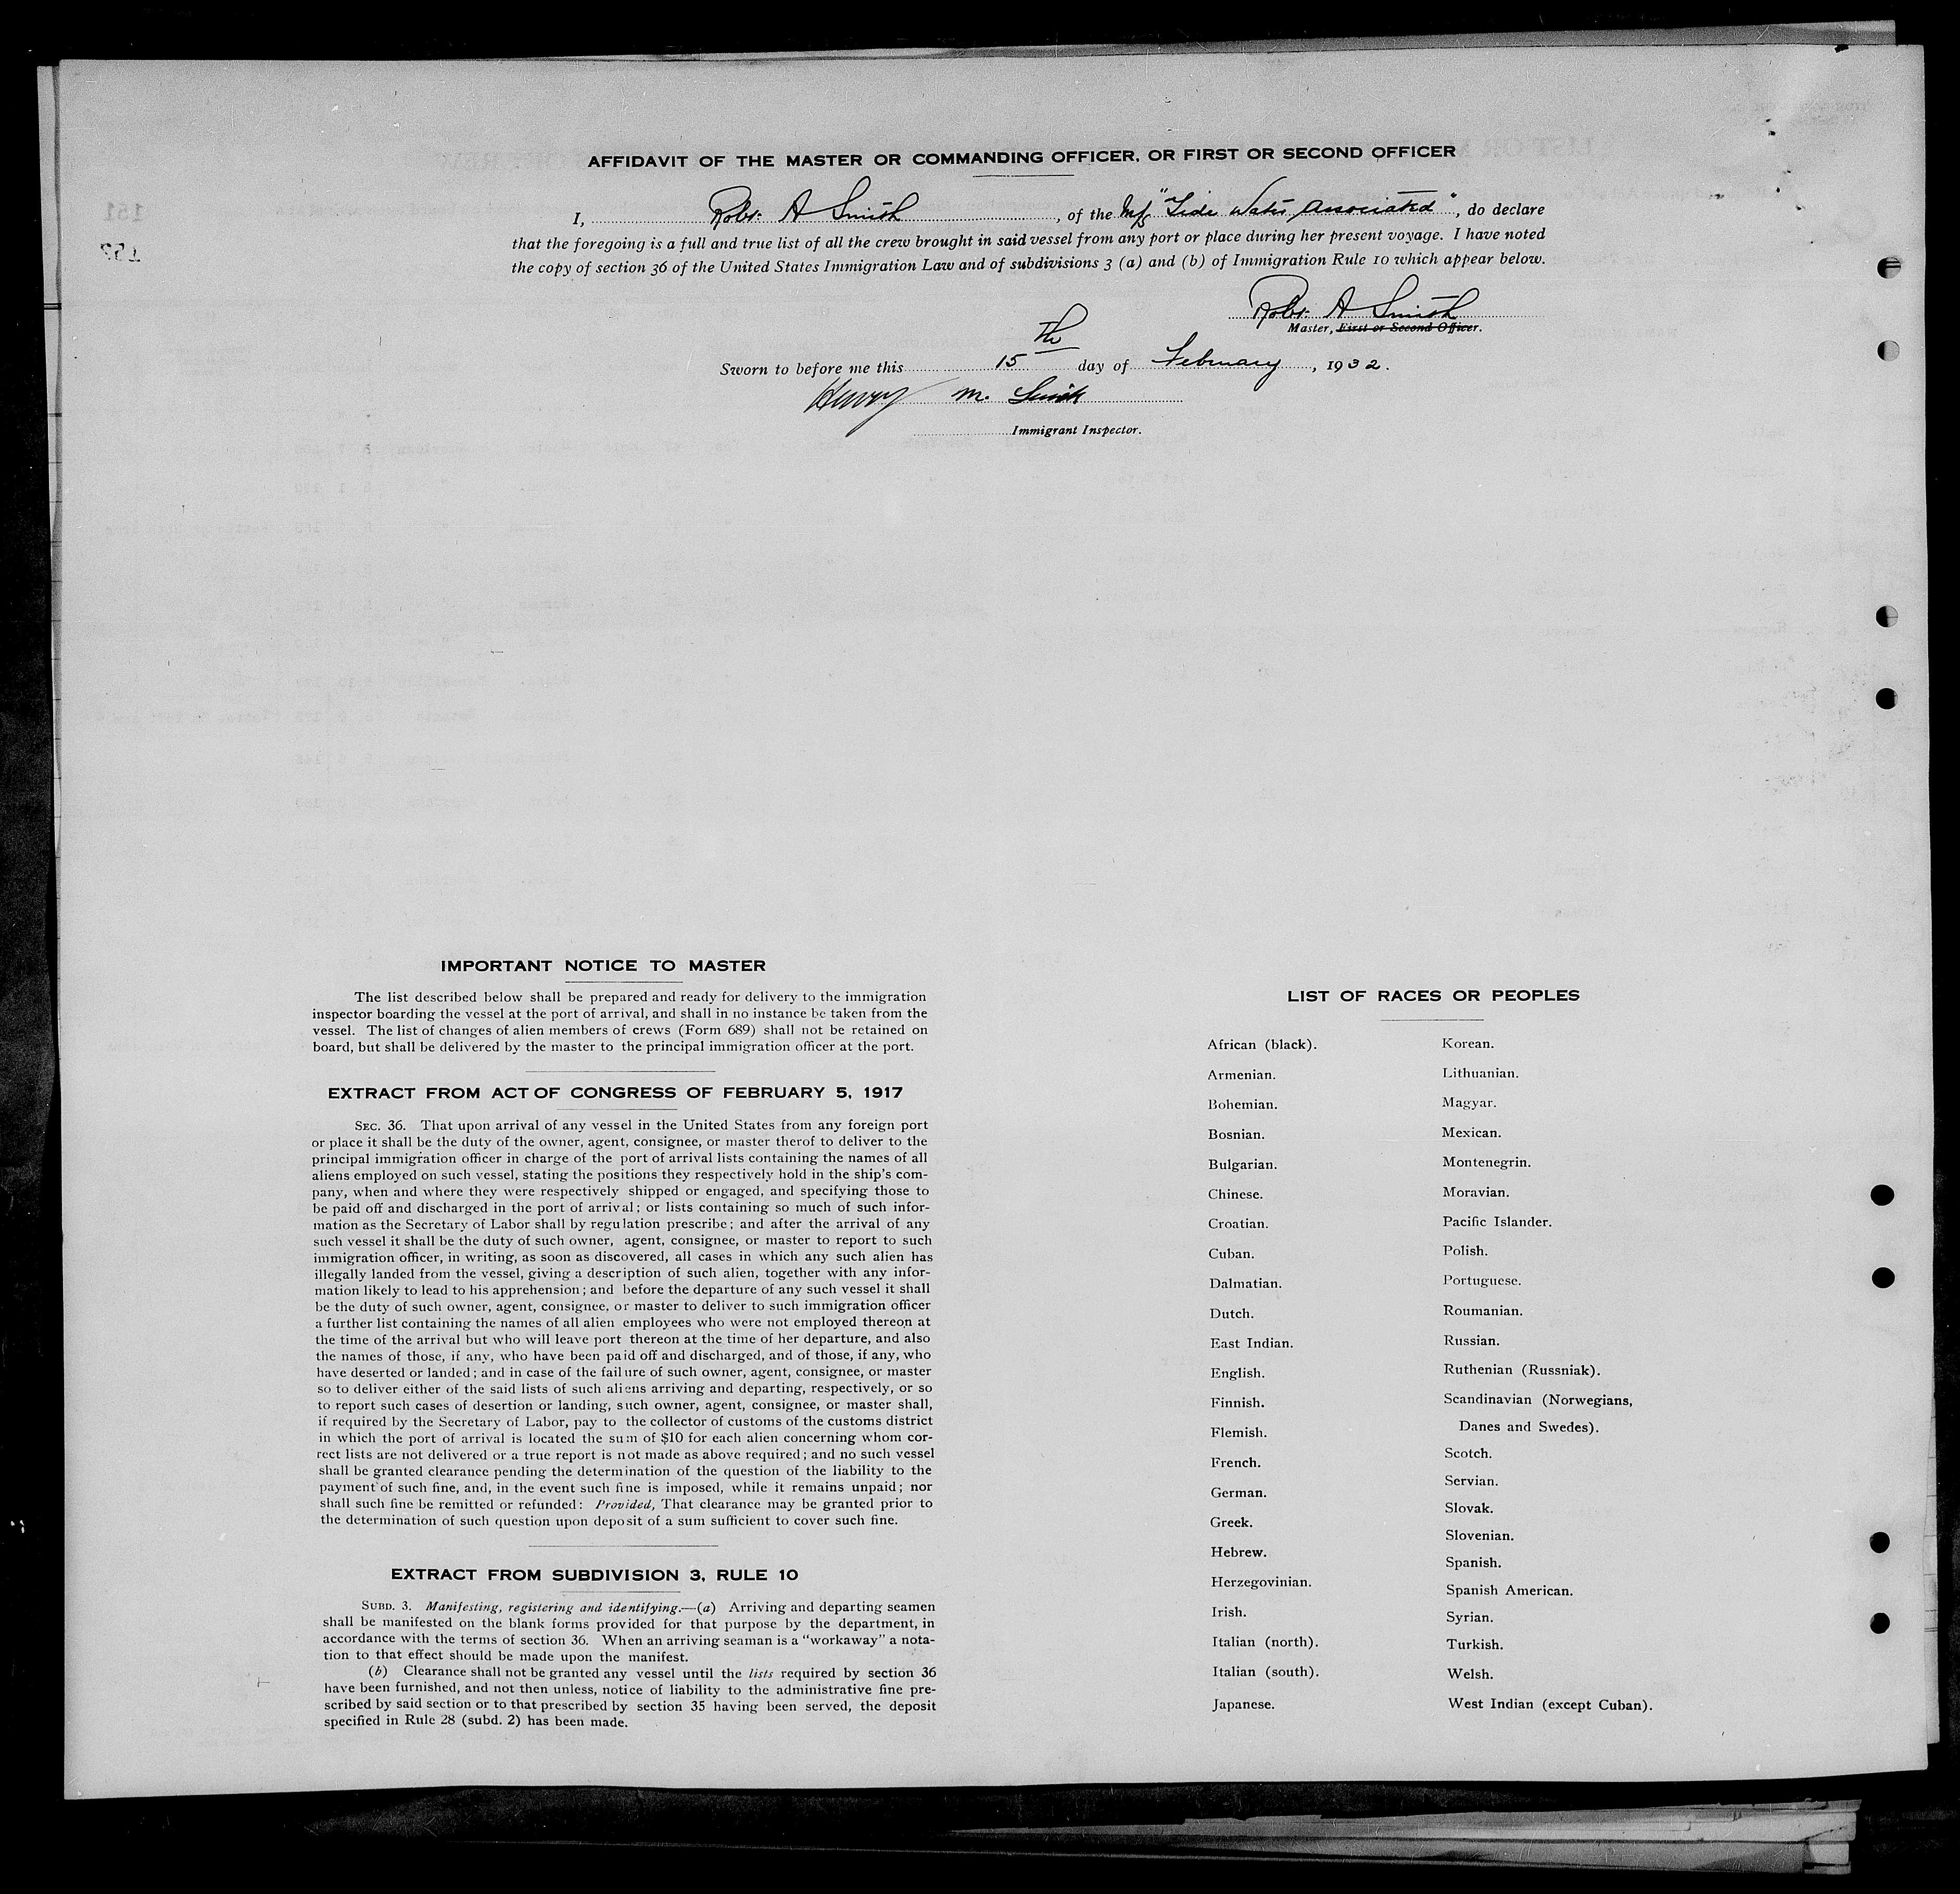 AFFIDAVIT OF THE MASTER OR COMMANDING OFFICER, OR FIRST OR SECOND OFFICER
I, Robt. A Smith, of the M/S "Tide Water Associated", do declare
that the foregoing is a full and true list of all the crew brought in said vessel from any port or place during her present voyage. I have noted
the copy of section 36 of the United States Immigration Law and of subdivisions 3 (a) and (b) of Immigration Rule 10 which appear below.
Robt. A Smith
Master, First or Second Officer.
Sworn to before me this 15th day of February, 1932.
Henry M. Smith
Immigrant Inspector.
IMPORTANT NOTICE TO MASTER
The list described below shall be prepared and ready for delivery to the immigration
inspector boarding the vessel at the port of arrival, and shall in no instance be taken from the
vessel. The list of changes of alien members of crews (Form 689) shall not be retained on
board, but shall be delivered by the master to the principal immigration officer at the port.
EXTRACT FROM ACT OF CONGRESS OF FEBRUARY 5, 1917
SEC. 36. That upon arrival of any vessel in the United States from any foreign port
or place it shall be the duty of the owner, agent, consignee, or master therof to deliver to the
principal immigration officer in charge of the port of arrival lists containing the names of all
aliens employed on such vessel, stating the positions they respectively hold in the ship's com-
pany, when and where they were respectively shipped or engaged, and specifying those to
be paid off and discharged in the port of arrival; or lists containing so much of such infor-
mation as the Secretary of Labor shall by regulation prescribe; and after the arrival of any
such vessel it shall be the duty of such owner, agent, consignee, or master to report to such
immigration officer, in writing, as soon as discovered, all cases in which any such alien has
illegally landed from the vessel, giving a description of such alien, together with any infor-
mation likely to lead to his apprehension; and before the departure of any such vessel it shall
be the duty of such owner, agent, consignee, or master to deliver to such immigration officer
a further list containing the names of all alien employees who were not employed thereon at
the time of the arrival but who will leave port thereon at the time of her departure, and also
the names of those, if any, who have been paid off and discharged, and of those, if any, who
have deserted or landed; and in case of the failure of such owner, agent, consignee, or master
so to deliver either of the said lists of such aliens arriving and departing, respectively, or so
to report such cases of desertion or landing, such owner, agent, consignee, or master shall,
if required by the Secretary of Labor, pay to the collector of customs of the customs district
in which the port of arrival is located the sum of $10 for each alien concerning whom cor-
rect lists are not delivered or a true report is not made as above required; and no such vessel
shall be granted clearance pending the determination of the question of the liability to the
payment of such fine, and, in the event such fine is imposed, while it remains unpaid; nor
shall such fine be remitted or refunded: Provided, That clearance may be granted prior to
the determination of such question upon deposit of a sum sufficient to cover such fine.
EXTRACT FROM SUBDIVISION 3, RULE 10
SUBD. 3. Manifesting, registering and identifying.—(a) Arriving and departing seamen
shall be manifested on the blank forms provided for that purpose by the department, in
accordance with the terms of section 36. When an arriving seaman is a "workaway" a nota-
tion to that effect should be made upon the manifest.
(b) Clearance shall not be granted any vessel until the lists required by section 36
have been furnished, and not then unless, notice of liability to the administrative fine pre-
scribed by said section or to that prescribed by section 35 having been served, the deposit
specified in Rule 28 (subd. 2) has been made.
LIST OF RACES OR PEOPLES
African (black).
Armenian.
Bohemian.
Bosnian.
Bulgarian.
Chinese.
Croatian.
Cuban.
Dalmatian.
Dutch.
East Indian.
English.
Finnish.
Flemish.
French.
German.
Greek.
Hebrew.
Herzegovinian.
Irish.
Italian (north).
Italian (south).
Japanese.
Korean.
Lithuanian.
Magyar.
Mexican.
Montenegrin.
Moravian.
Pacific Islander.
Polish.
Portuguese.
Roumanian.
Russian.
Ruthenian (Russniak).
Scandinavian (Norwegians,
Danes and Swedes).
Scotch.
Servian.
Slovak.
Slovenian.
Spanish.
Spanish American.
Syrian.
Turkish.
Welsh.
West Indian (except Cuban).